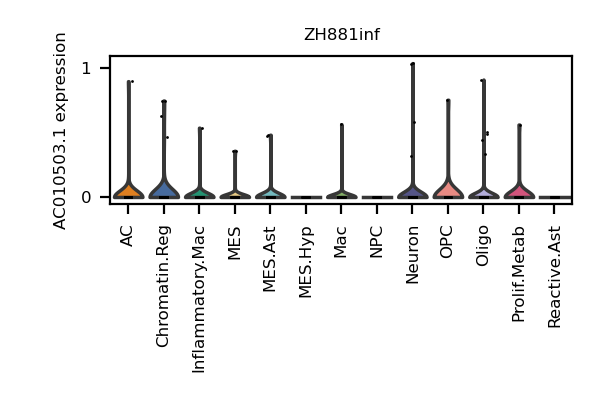 ZH881inf
AC010503.1 expression
1
0
AC
Chromatin.Reg
Inflammatory.Mac
MES
MES.Ast
MES.Hyp
Mac
NPC
Neuron
OPC
Oligo
Prolif.Metab
Reactive.Ast